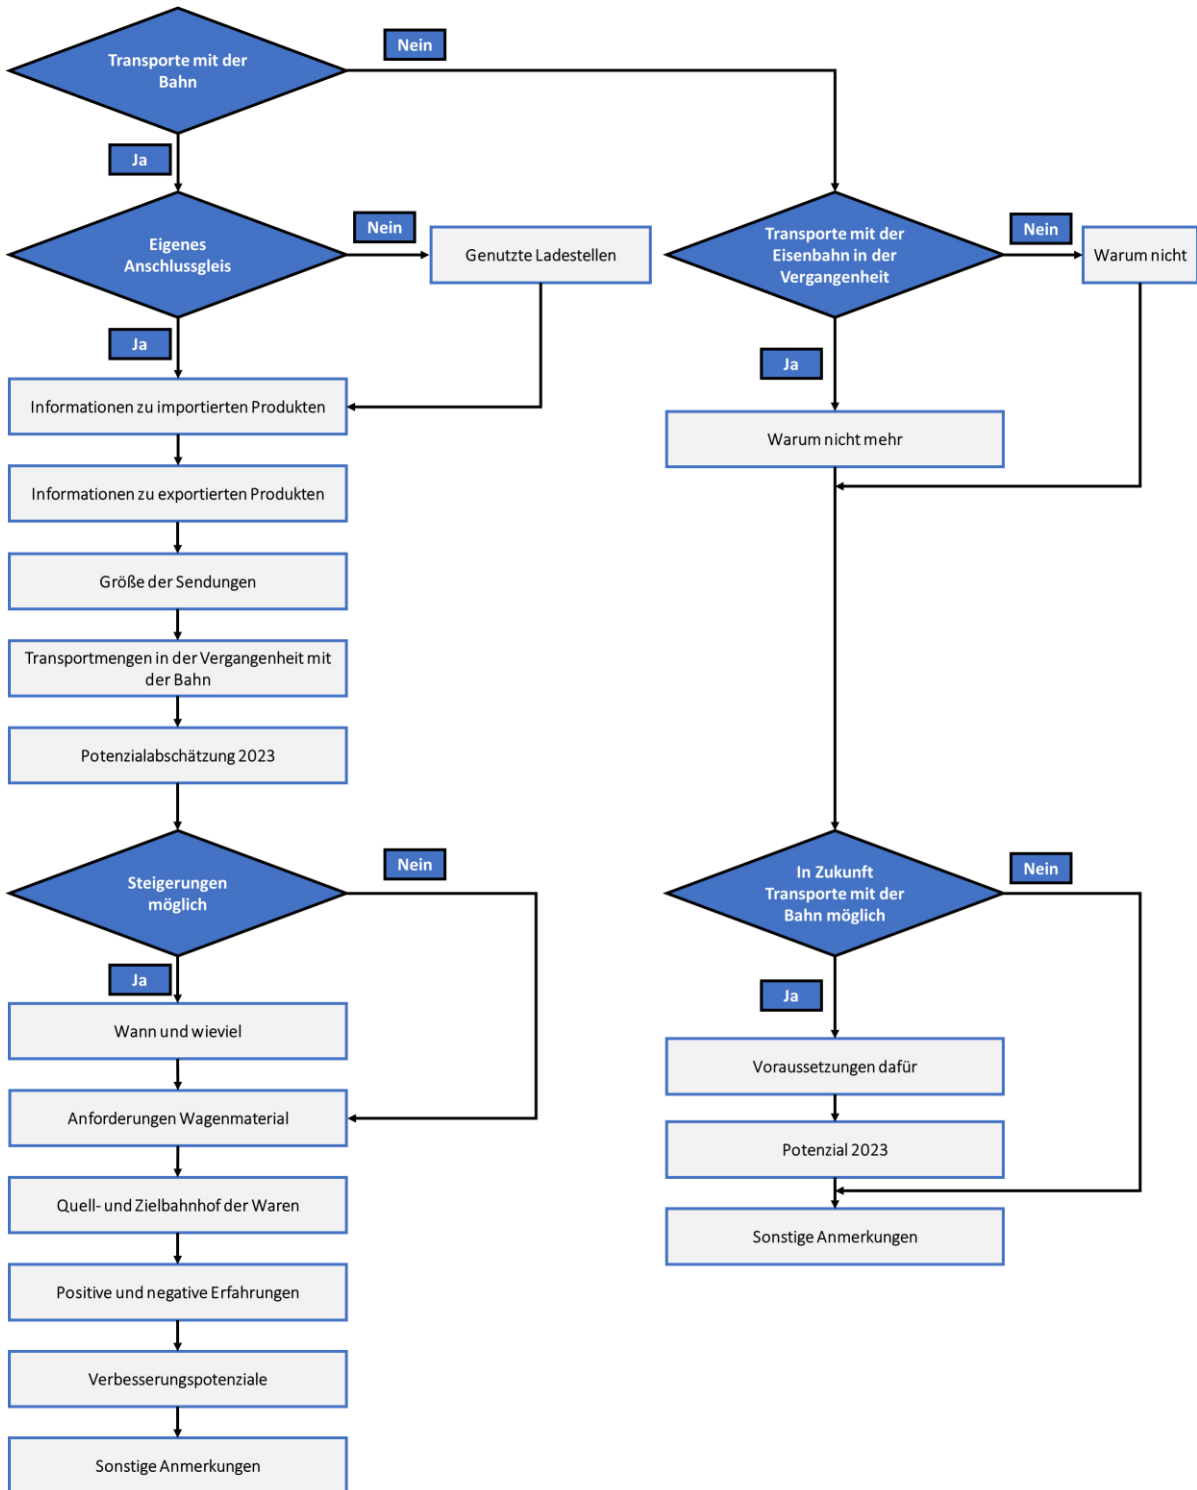 Transporte mit der
Bahn
Nein
Ja
Eigenes
Anschlussgleis
Nein
Genutzte Ladestellen
Transporte mit der
Eisenbahn in der
Vergangenheit
Nein
Warum nicht
Ja
Ja
Informationen zu importierten Produkten
Warum nicht mehr
Informationen zu exportierten Produkten
Größe der Sendungen
Transportmengen in der Vergangenheit mit
der Bahn
Potenzialabschätzung 2023
Steigerungen
möglich
Nein
In Zukunft
Transporte mit der
Bahn möglich
Nein
Ja
Ja
Wann und wieviel
Voraussetzungen dafür
Anforderungen Wagenmaterial
Potenzial 2023
Quell- und Zielbahnhof der Waren
Sonstige Anmerkungen
Positive und negative Erfahrungen
Verbesserungspotenziale
Sonstige Anmerkungen